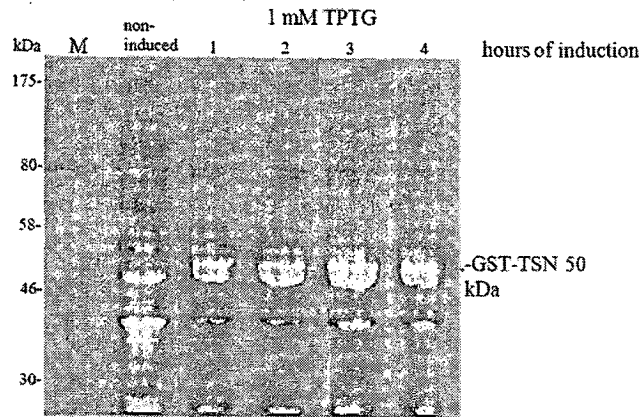 1 mM TPTG
kDa M non-induced 1 2 3 4 hours of induction
175-
80-
58-
-GST-TSN 50
kDa
46-
30-